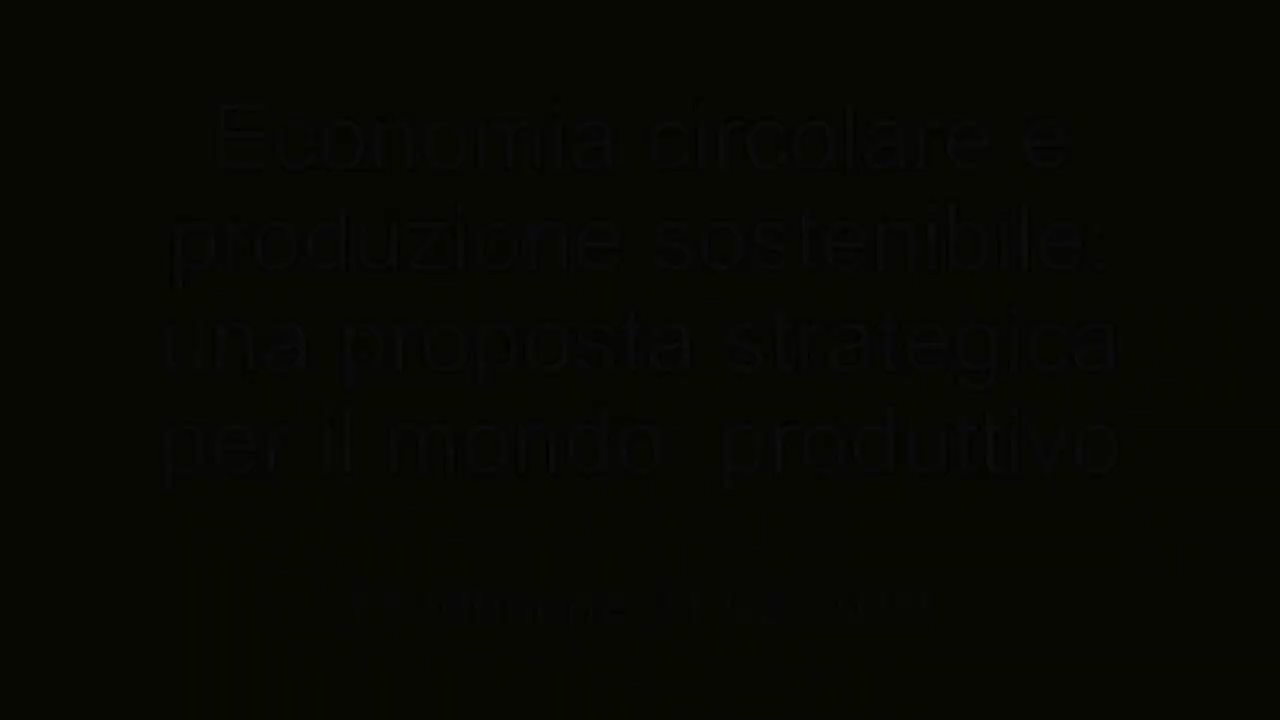 Economia circolare e
produzione sostenibile:
una proposta strategica
per il mondo produttivo